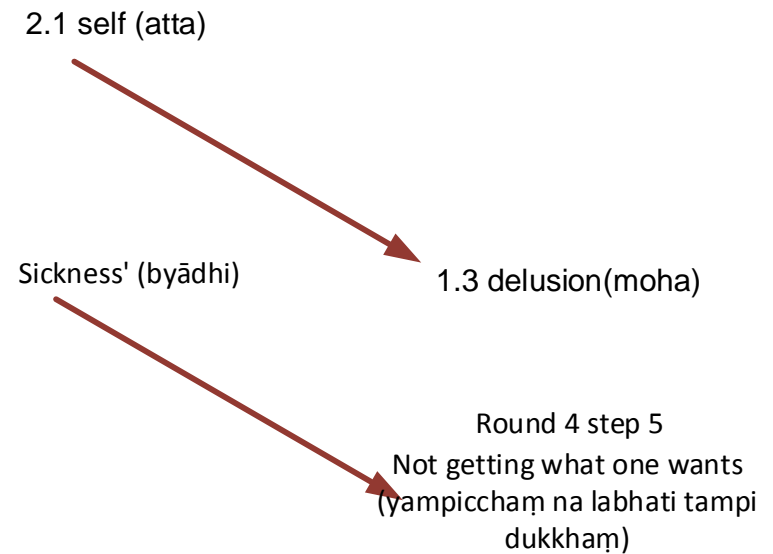 2.1 self (atta)
Sickness' (byādhi)
1.3 delusion(moha)
Round 4 step 5
Not getting what one wants
(yampicchaṃ na labhati tampi
dukkhaṃ)